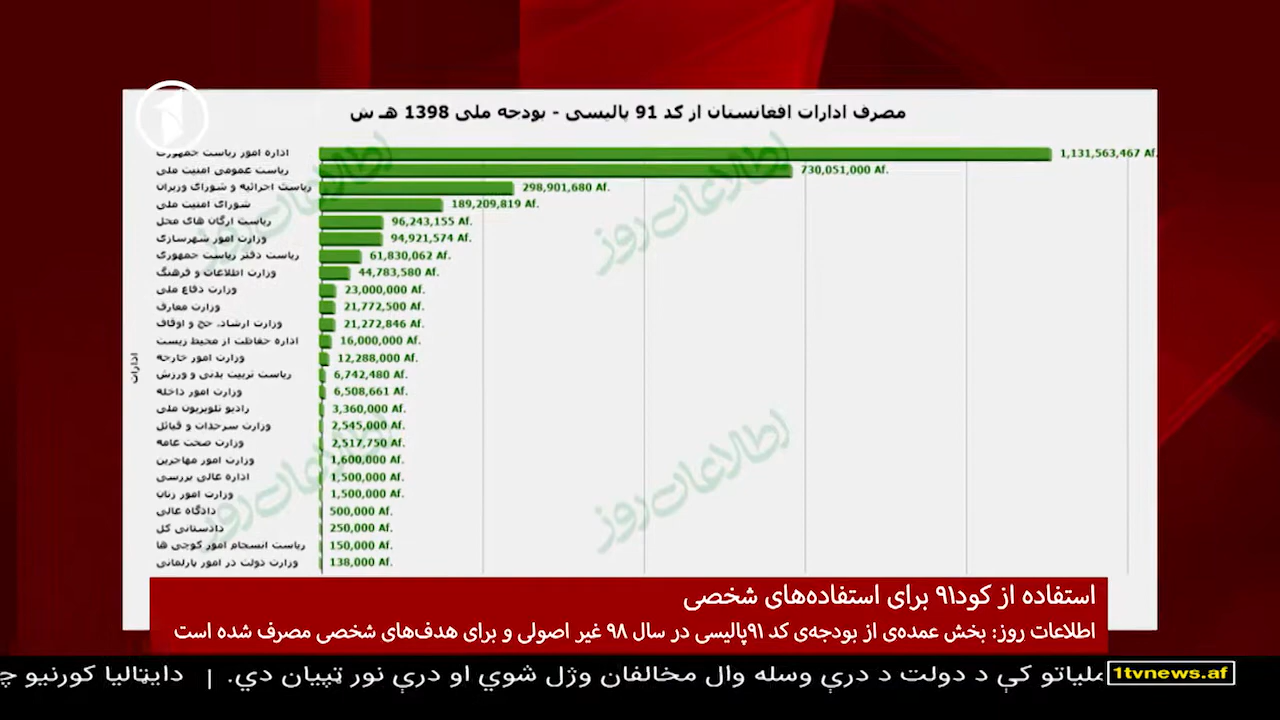 مصرف ادارات افغانستان از کد 91 پالیسی - بودجه ملی 1398 هـ ش
اداره امور ریاست جمهوری 1,131,563,467 Af.
ریاست عمومی امنیت ملی 730,051,000 Af.
ریاست اجرائیه و شورای وزیران 298,901,680 Af.
شورای امنیت ملی 189,209,819 Af.
ریاست ارگان های محل 96,243,155 Af.
وزارت امور شهرسازی 94,921,574 Af.
ریاست دفتر ریاست جمهوری 61,830,062 Af.
وزارت اطلاعات و فرهنگ 44,783,580 Af.
وزارت دفاع ملی 23,000,000 Af.
وزارت معارف 21,772,500 Af.
وزارت ارشاد، حج و اوقاف 21,272,846 Af.
اداره حفاظت از محیط زیست 16,000,000 Af.
وزارت امور خارجه 12,288,000 Af.
ریاست تربیت بدنی و ورزش 6,742,480 Af.
وزارت امور داخله 6,508,661 Af.
رادیو تلویزیون ملی 3,360,000 Af.
وزارت سرحدات و قبائل 2,545,000 Af.
وزارت صحت عامه 2,517,750 Af.
وزارت امور مهاجرین 1,600,000 Af.
اداره عالی بررسی 1,500,000 Af.
وزارت امور زنان 1,500,000 Af.
دادگاه عالی 500,000 Af.
دادستانی کل 250,000 Af.
ریاست انسجام امور کوچی ها 150,000 Af.
وزارت دولت در امور پارلمانی 138,000 Af.
ادارات
اطلاعات روز
اطلاعات روز
اطلاعات روز
اطلاعات روز
استفاده از کود۹۱ برای استفاده‌های شخصی
اطلاعات روز: بخش عمده‌ی از بودجه‌ی کد ۹۱پالیسی در سال ۹۸ غیر اصولی و برای هدف‌های شخصی مصرف شده است
ملیاتو کې د دولت د درې وسله وال مخالفان وژل شوي او درې نور ټپیان دي. | دایټالیا کورنیو چ
1tvnews.af